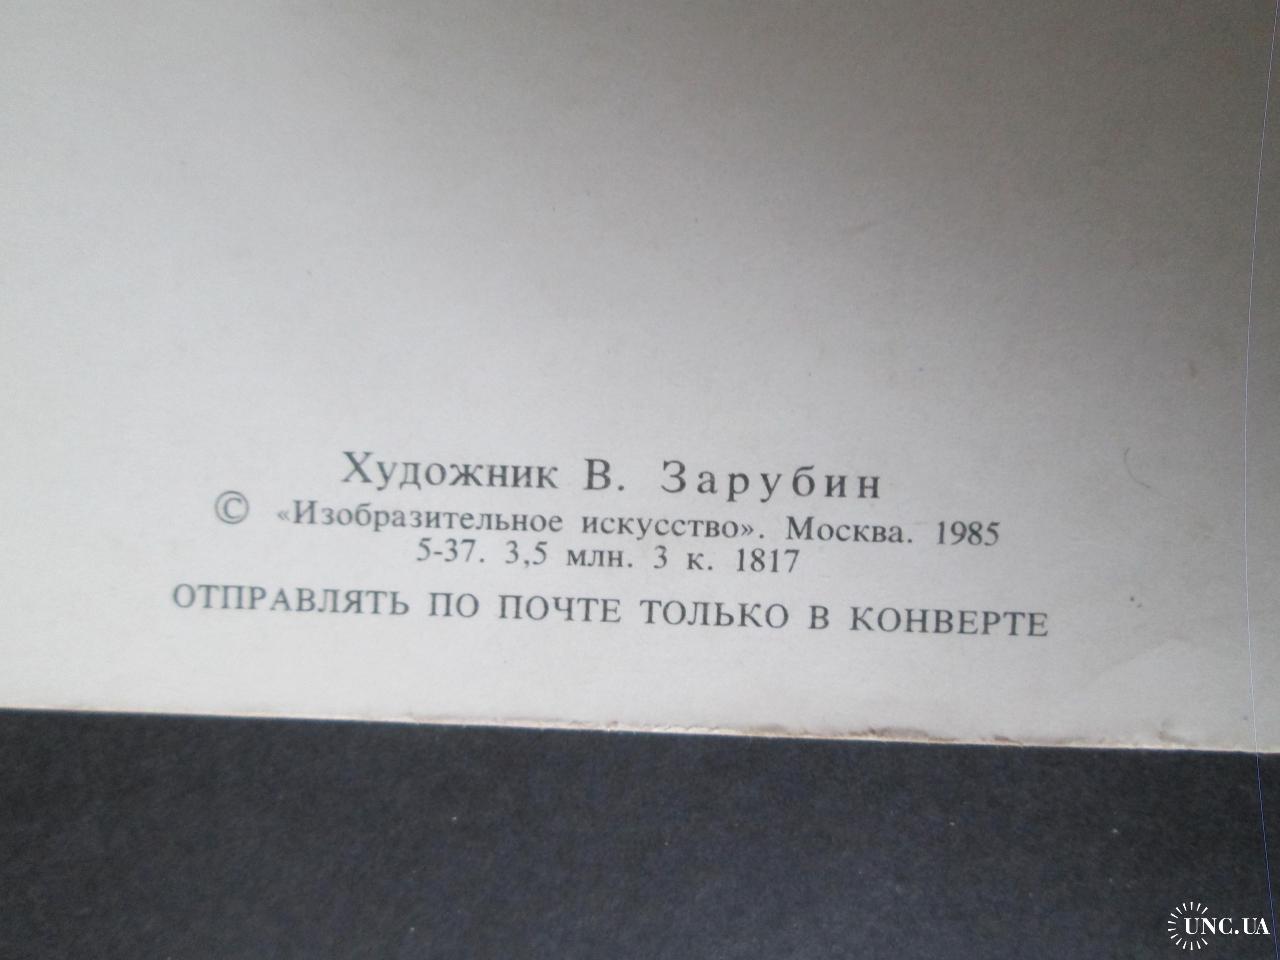 Художник В. Зарубин
© «Изобразительное искусство». Москва. 1985
5-37. 3,5 млн. 3 к. 1817
ОТПРАВЛЯТЬ ПО ПОЧТЕ ТОЛЬКО В КОНВЕРТЕ
UNC.UA